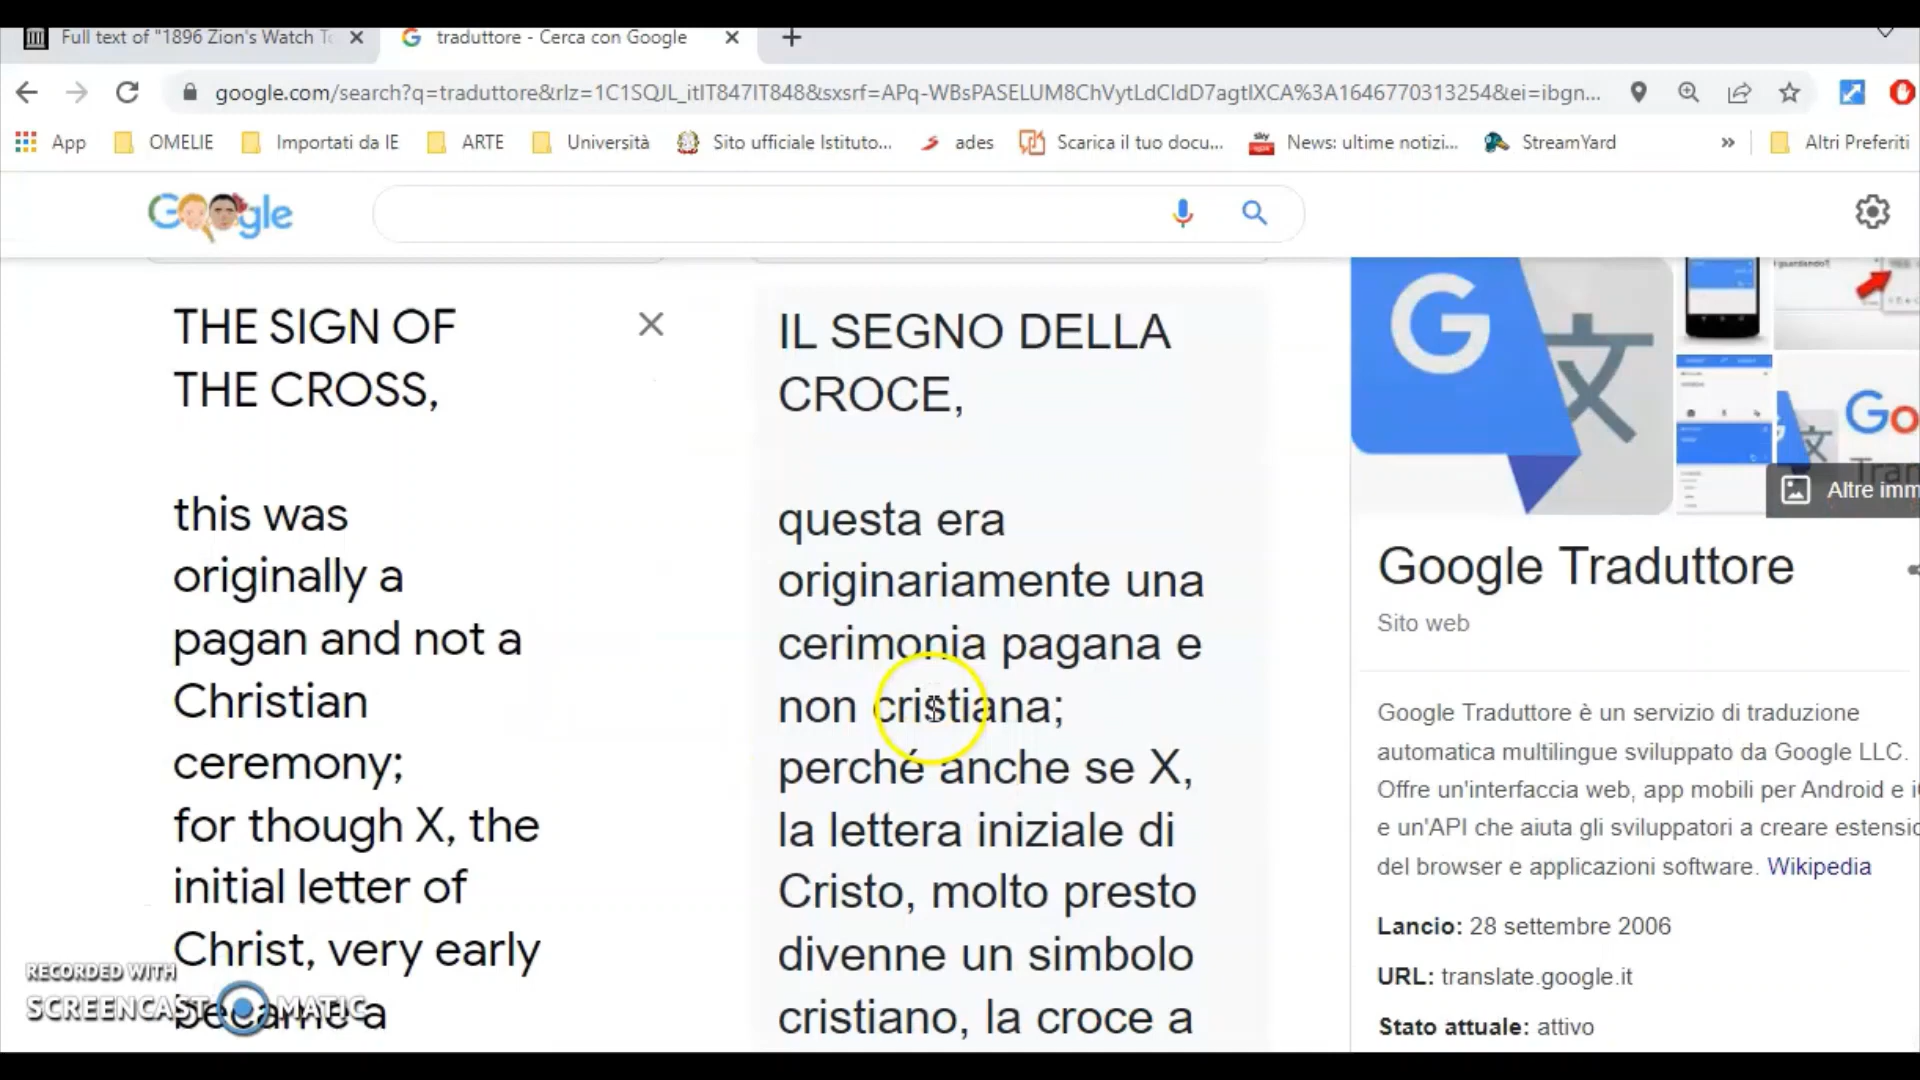 Full text of "1896 Zion's Watch
traduttore - Cerca con Google
google.com/search?q=traduttore&rlz=1C1SQJL_itIT847IT848&sxsrf=APq-WBsPASELUM8ChVytLdCIdD7agtIXCA%3A1646770313254&ei=ibgn...
App
OMELIE
Importati da IE
ARTE
Università
Sito ufficiale Istituto...
ades
Scarica il tuo docu...
sky
News: ultime notizi...
StreamYard
»
Altri Preferiti
Google
THE SIGN OF
THE CROSS,
this was
originally a
pagan and not a
Christian
ceremony;
for though X, the
initial letter of
Christ, very early
became a
IL SEGNO DELLA
CROCE,
questa era
originariamente una
cerimonia pagana e
non cristiana;
perché anche se X,
la lettera iniziale di
Cristo, molto presto
divenne un simbolo
cristiano, la croce a
G 文
Altre imm
Google Traduttore
Sito web
Google Traduttore è un servizio di traduzione
automatica multilingue sviluppato da Google LLC.
Offre un'interfaccia web, app mobili per Android e
e un'API che aiuta gli sviluppatori a creare estensio
del browser e applicazioni software. Wikipedia
Lancio: 28 settembre 2006
URL: translate.google.it
Stato attuale: attivo
RECORDED WITH
SCREENCAST MATIC